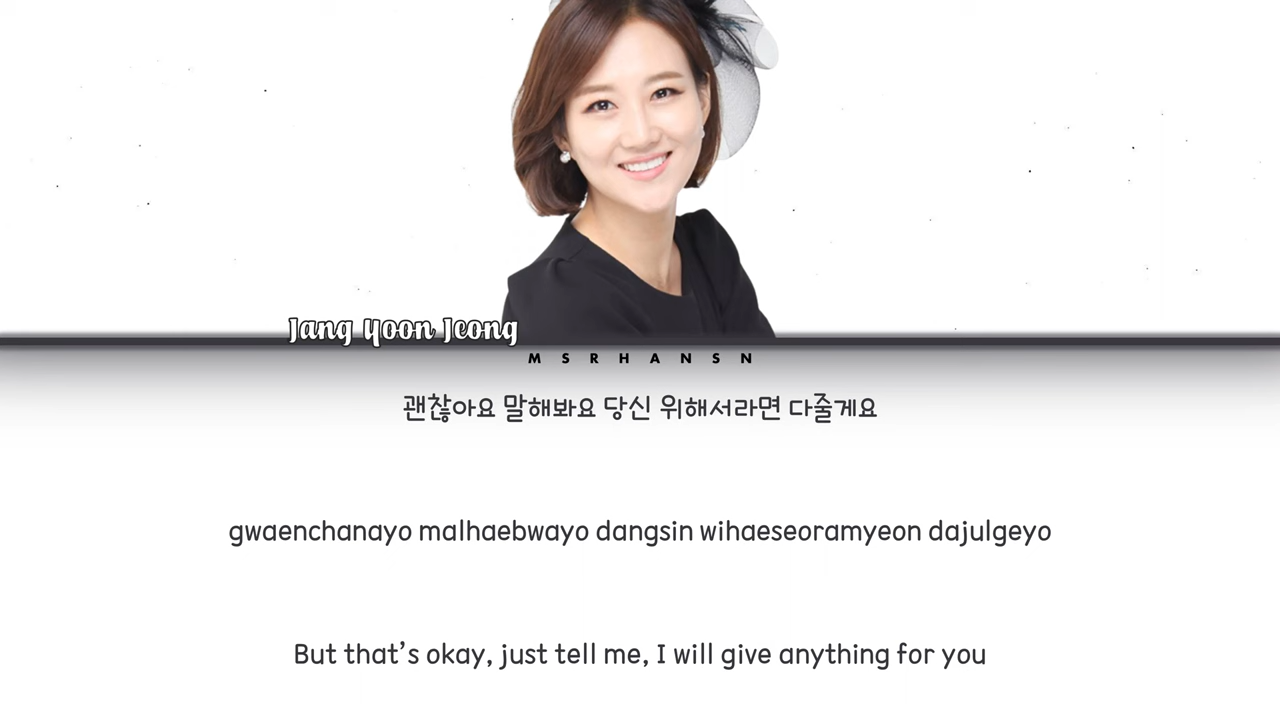 Jang Yoon Jeong
MSRHANSN
괜찮아요 말해봐요 당신 위해서라면 다줄게요
gwaenchanayo malhaebwayo dangsin wihaeseoramyeon dajulgeyo
But that’s okay, just tell me, I will give anything for you